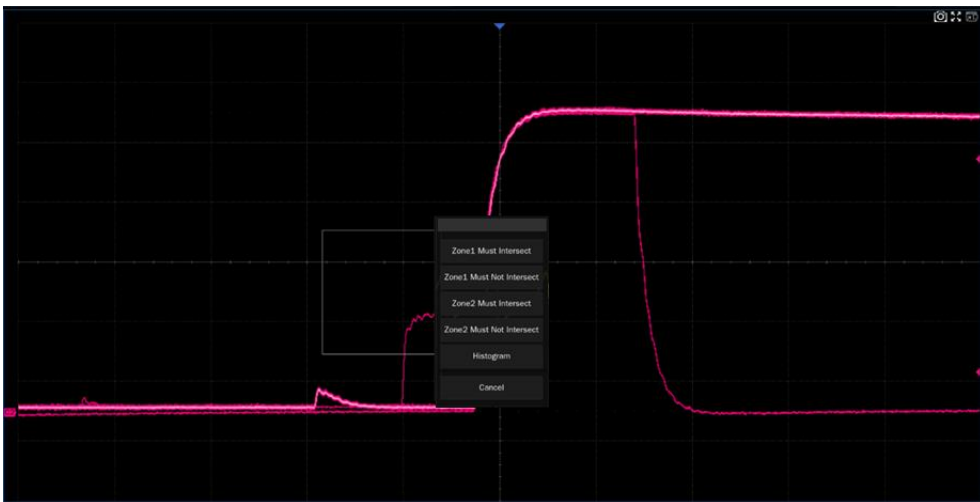 Zone1 Must Intersect
Zone1 Must Not Intersect
Zone2 Must Intersect
Zone2 Must Not Intersect
Histogram
Cancel